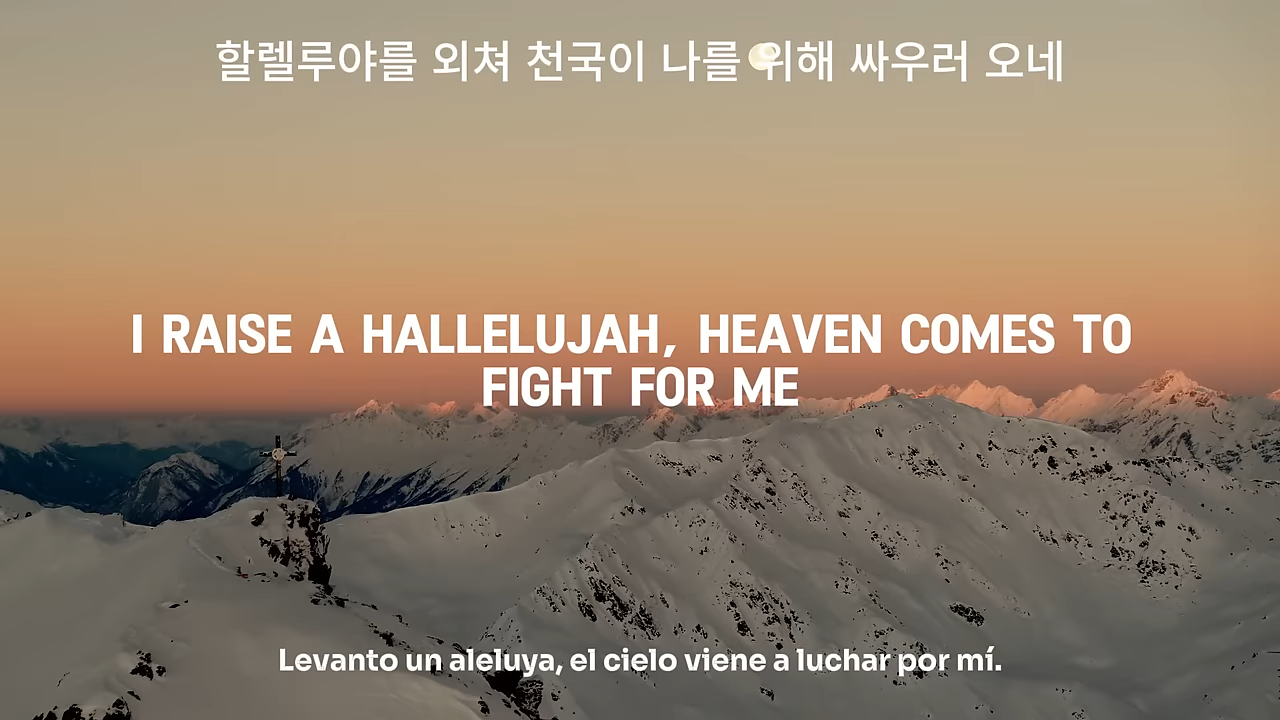 할렐루야를 외쳐 천국이 나를 위해 싸우러 오네
I RAISE A HALLELUJAH, HEAVEN COMES TO
FIGHT FOR ME
Levanto un aleluya, el cielo viene a luchar por mí.